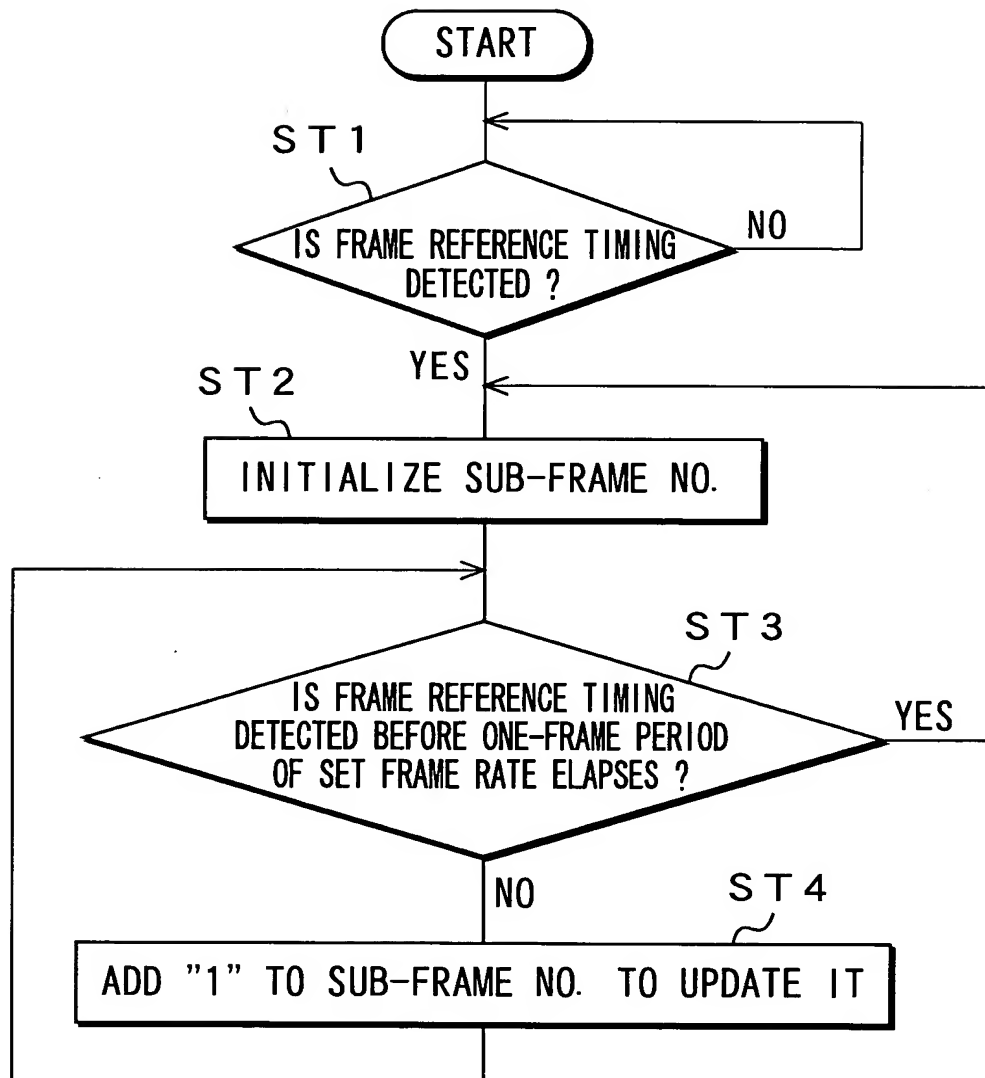 START
ST1
IS FRAME REFERENCE TIMING
DETECTED ?
NO
YES
ST2
INITIALIZE SUB-FRAME NO.
ST3
IS FRAME REFERENCE TIMING
DETECTED BEFORE ONE-FRAME PERIOD
OF SET FRAME RATE ELAPSES ?
YES
NO
ST4
ADD "1" TO SUB-FRAME NO. TO UPDATE IT